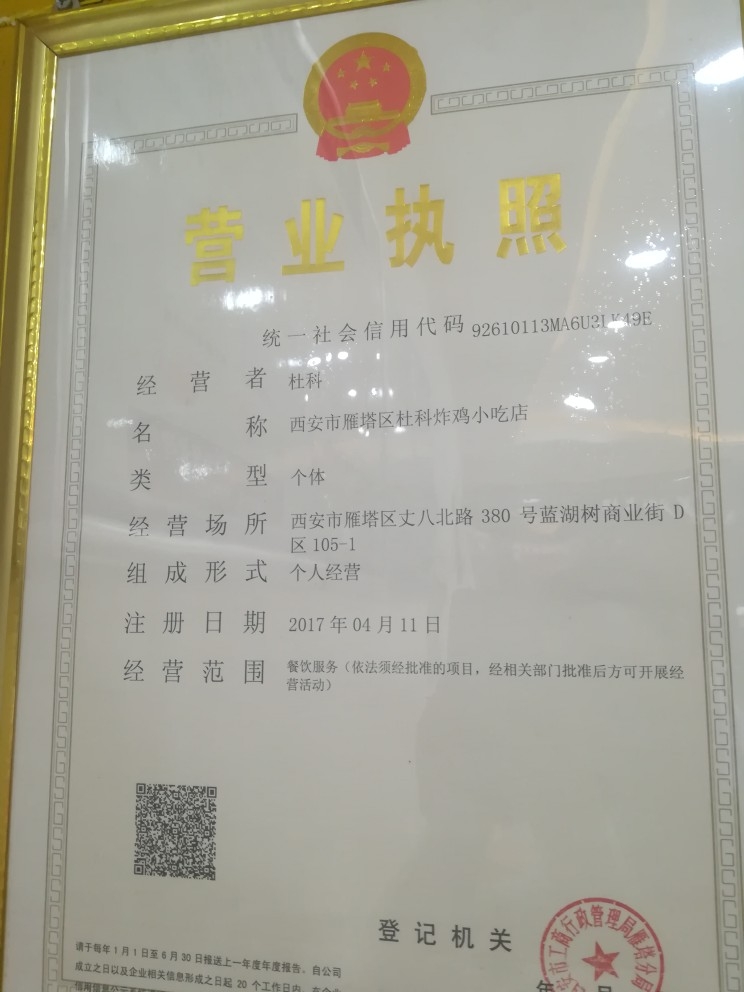 营业执照
统一社会信用代码
经营者 杜科
名称 西安市雁塔区杜科炸鸡小吃店
类型 个体
经营场所 西安市雁塔区丈八北路 380 号蓝湖树商业街 D
区 105-1
组成形式 个人经营
注册日期 2017 年 04 月 11 日
经营范围 餐饮服务（依法须经批准的项目，经相关部门批准后方可开展经
营活动）
登记机关
安市工商行政管理局雁塔分局
年
请于每年1月1日至6月30日报送上一年度年度报告。自公司
成立之日以及企业相关信息形成之日起 20 个工作日内，在企业